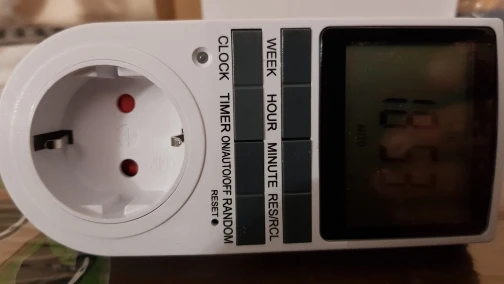 WEEK HOUR MINUTE RES/RCL
CLOCK TIMER ON/AUTO/OFF RANDOM
RESET